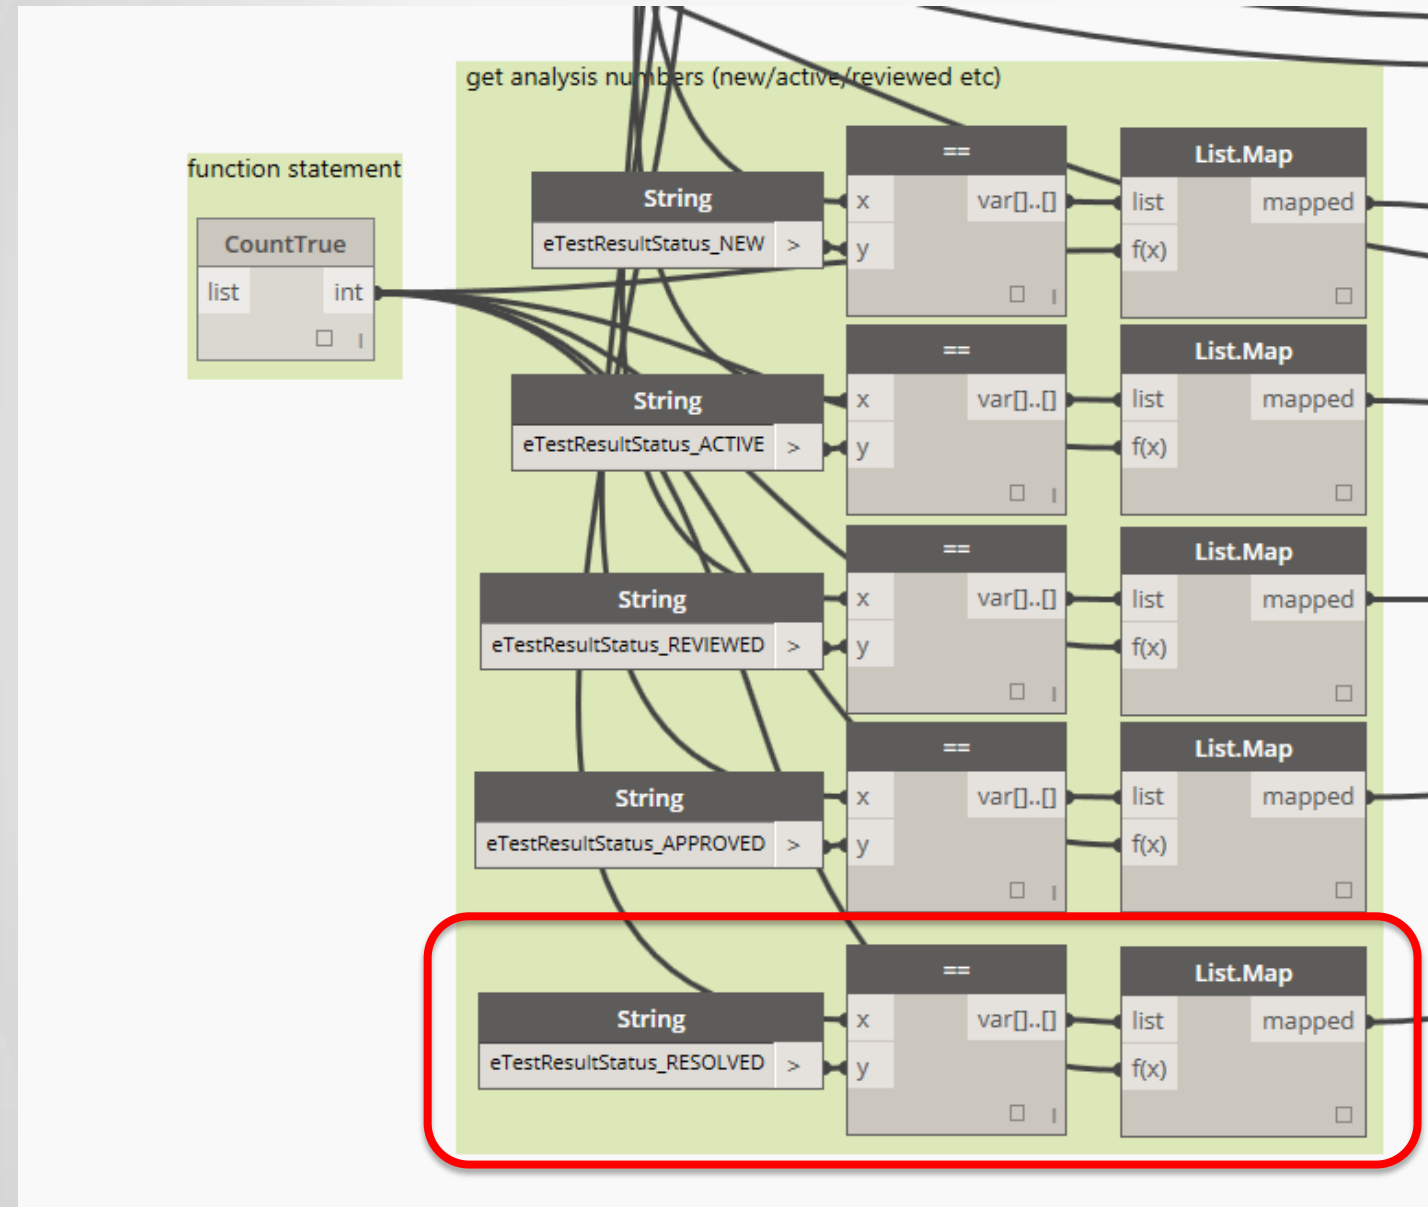 get analysis numbers (new/active/reviewed etc)
function statement
CountTrue
list int
String
eTestResultStatus_NEW >
==
x var[]..[]
y
List.Map
list mapped
f(x)
String
eTestResultStatus_ACTIVE >
==
x var[]..[]
y
List.Map
list mapped
f(x)
String
eTestResultStatus_REVIEWED >
==
x var[]..[]
y
List.Map
list mapped
f(x)
String
eTestResultStatus_APPROVED >
==
x var[]..[]
y
List.Map
list mapped
f(x)
String
eTestResultStatus_RESOLVED >
==
x var[]..[]
y
List.Map
list mapped
f(x)